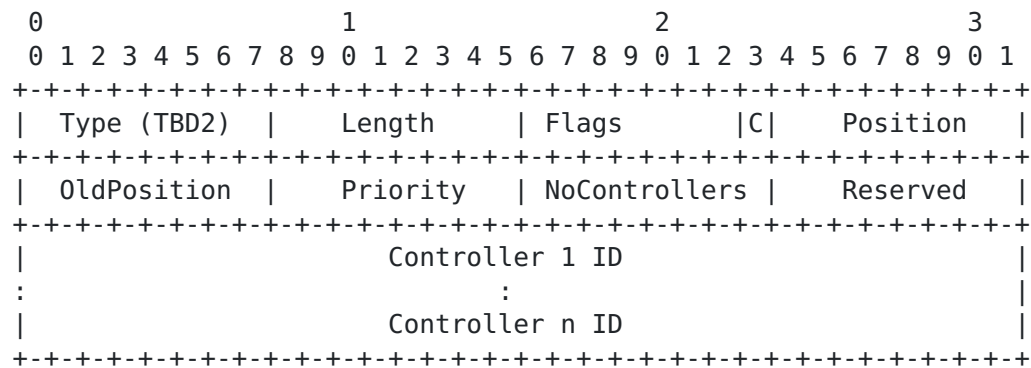 0                   1                   2                   3
 0 1 2 3 4 5 6 7 8 9 0 1 2 3 4 5 6 7 8 9 0 1 2 3 4 5 6 7 8 9 0 1
+-+-+-+-+-+-+-+-+-+-+-+-+-+-+-+-+-+-+-+-+-+-+-+-+-+-+-+-+-+-+-+-+
|  Type (TBD2)  |    Length     | Flags       |C|    Position   |
+-+-+-+-+-+-+-+-+-+-+-+-+-+-+-+-+-+-+-+-+-+-+-+-+-+-+-+-+-+-+-+-+
|  OldPosition  |    Priority   | NoControllers |    Reserved   |
+-+-+-+-+-+-+-+-+-+-+-+-+-+-+-+-+-+-+-+-+-+-+-+-+-+-+-+-+-+-+-+-+
|                       Controller 1 ID                         |
:                              :                                |
|                       Controller n ID                         |
+-+-+-+-+-+-+-+-+-+-+-+-+-+-+-+-+-+-+-+-+-+-+-+-+-+-+-+-+-+-+-+-+